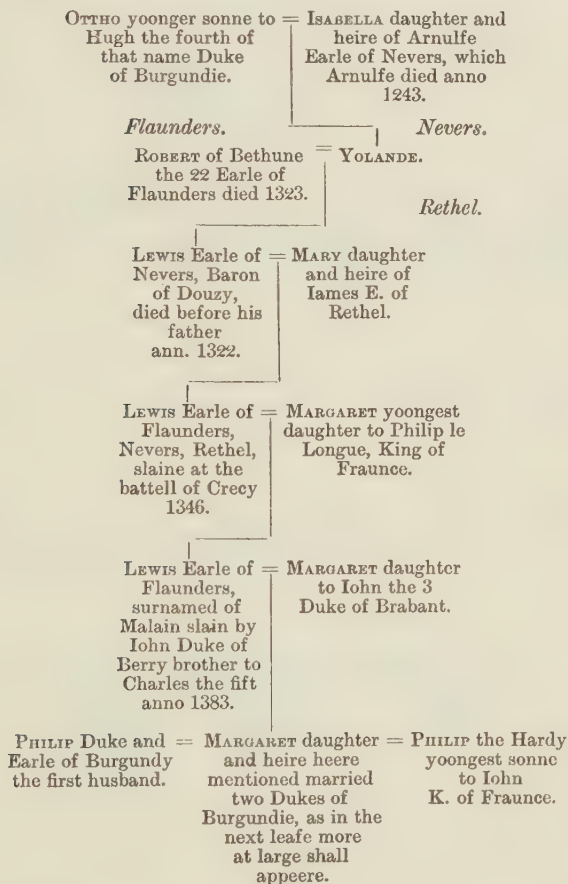 OTTHO yoonger sonne to
Hugh the fourth of
that name Duke
of Burgundie.
=
ISABELLA daughter and
heire of Arnulfe
Earle of Nevers, which
Arnulfe died anno
1243.
Flaunders.
Nevers.
ROBERT of Bethune
the 22 Earle of
Flaunders died 1323.
=
YOLANDE.
Rethel.
LEWIS Earle of
Nevers, Baron
of Douzy,
died before his
father
ann. 1322.
=
MARY daughter
and heire of
Iames E. of
Rethel.
LEWIS Earle of
Flaunders,
Nevers, Rethel,
slaine at the
battell of Crecy
1346.
=
MARGARET yoongest
daughter to Philip le
Longue, King of
Fraunce.
LEWIS Earle of
Flaunders,
surnamed of
Malain slain by
Iohn Duke of
Berry brother to
Charles the fift
anno 1383.
=
MARGARET daughter
to Iohn the 3
Duke of Brabant.
PHILIP Duke and
Earle of Burgundy
the first husband.
=
MARGARET daughter
and heire heere
mentioned married
two Dukes of
Burgundie, as in the
next leafe more
at large shall
appeere.
=
PHILIP the Hardy
yoongest sonne
to Iohn
K. of Fraunce.